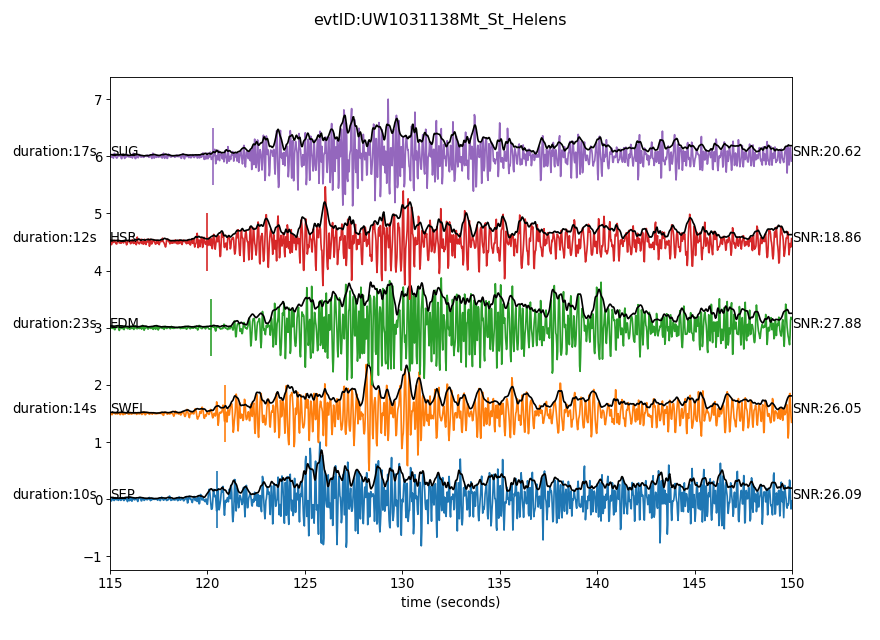 evtID:UW1031138Mt_St_Helens
7
duration:17s 6 SUG SNR:20.62
5
duration:12s HSR SNR:18.86
4
duration:23s 3 EDM SNR:27.88
2
duration:14s SWFL SNR:26.05
1
duration:10s 0 SEP SNR:26.09
−1
115 120 125 130 135 140 145 150
time (seconds)